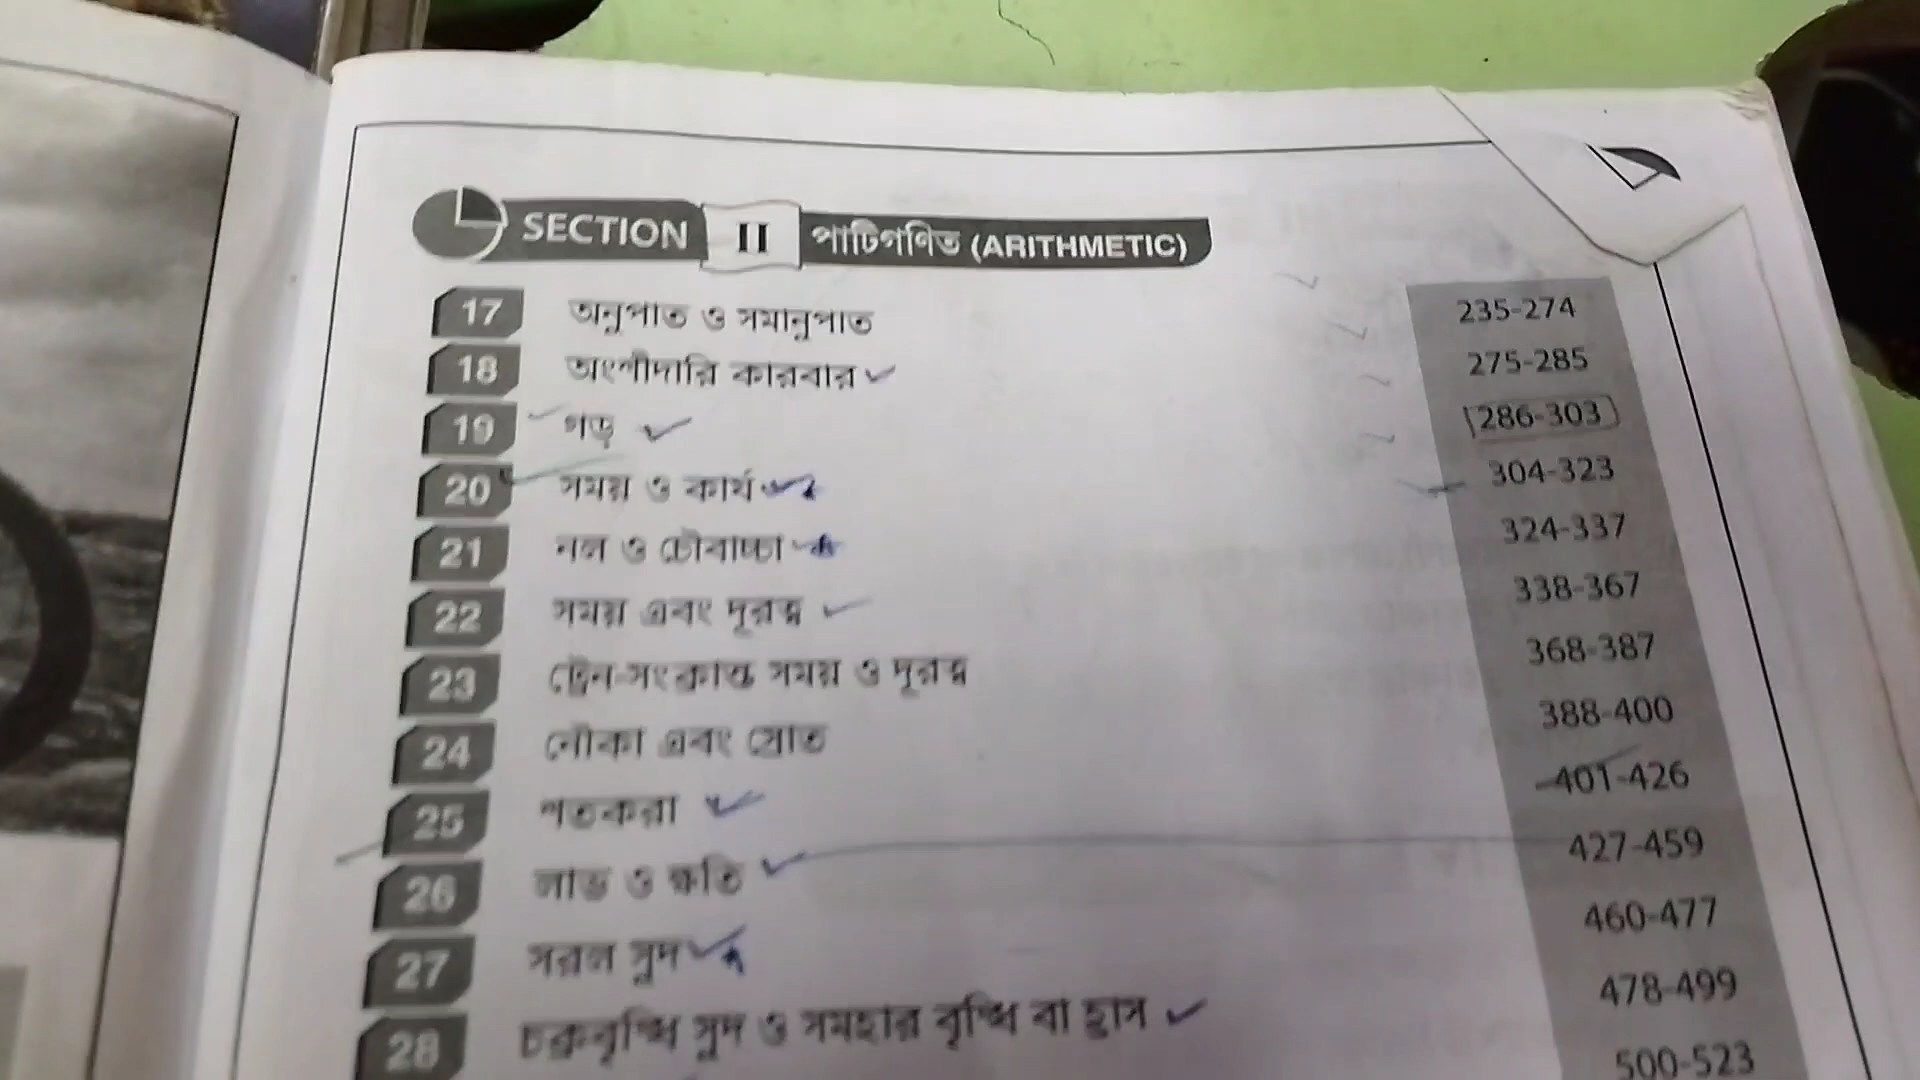 SECTION II পাটিগণিত (ARITHMETIC)
17 অনুপাত ও সমানুপাত 235-274
18 অংশীদারি কারবার 275-285
19 গড় 286-303
20 সময় ও কার্য 304-323
21 নল ও চৌবাচ্চা 324-337
22 সময় এবং দূরত্ব 338-367
23 ট্রেন-সংক্রান্ত সময় ও দূরত্ব 368-387
24 নৌকা এবং স্রোত 388-400
25 শতকরা 401-426
26 লাভ ও ক্ষতি 427-459
27 সরল সুদ 460-477
28 চক্রবৃদ্ধি সুদ ও সমহার বৃদ্ধি বা হ্রাস 478-499
500-523